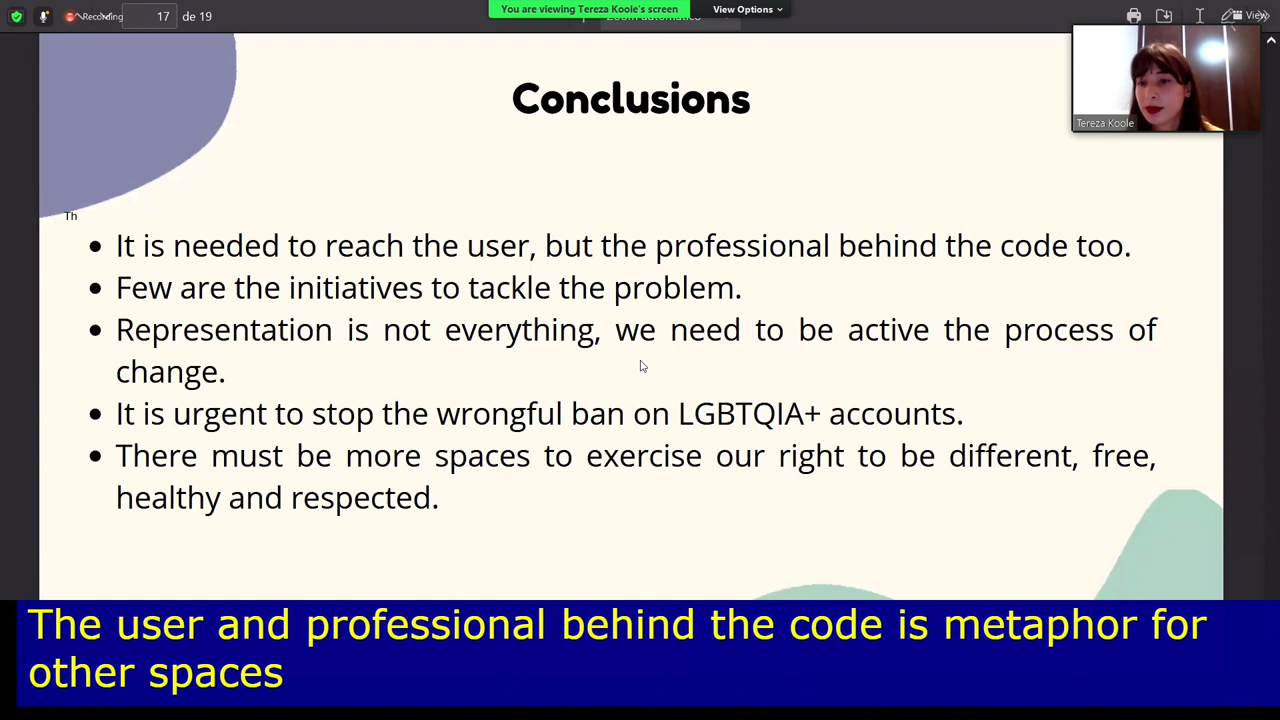 Recording
17 de 19
You are viewing Tereza Koole's screen
View Options
Zoom automático
View
Tereza Koole
Conclusions
Th
• It is needed to reach the user, but the professional behind the code too.
• Few are the initiatives to tackle the problem.
• Representation is not everything, we need to be active the process of
change.
• It is urgent to stop the wrongful ban on LGBTQIA+ accounts.
• There must be more spaces to exercise our right to be different, free,
healthy and respected.
The user and professional behind the code is metaphor for
other spaces